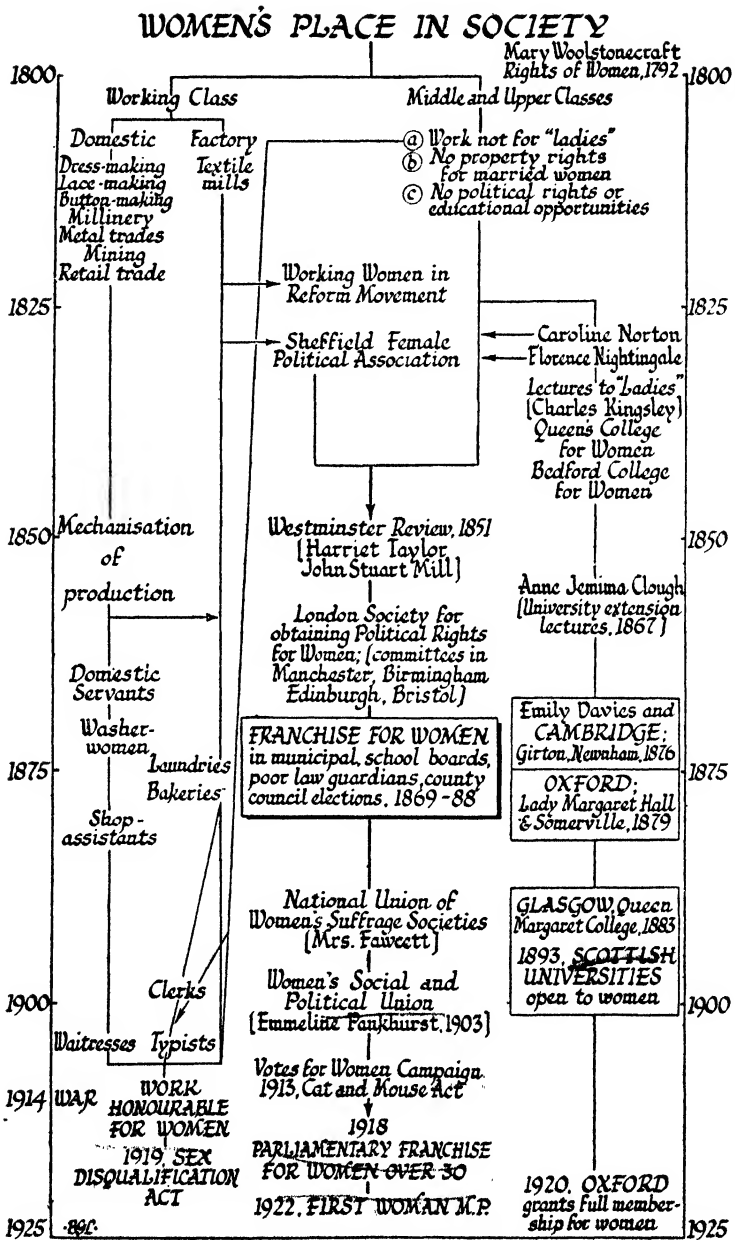 WOMEN'S PLACE IN SOCIETY
Mary Woolstonecraft
Rights of Women, 1792
1800
1800
Working Class
Middle and Upper Classes
Domestic
Dress-making
Lace-making
Button-making
Millinery
Metal trades
Mining
Retail trade
Factory
Textile
mills
ⓐ Work not for "ladies"
ⓑ No property rights
for married women
ⓒ No political rights or
educational opportunities
Working Women in
Reform Movement
1825
1825
Sheffield Female
Political Association
Caroline Norton
Florence Nightingale
Lectures to "Ladies"
[Charles Kingsley]
Queen's College
for Women
Bedford College
for Women
1850
1850
Mechanisation
of
production
Westminster Review, 1851
[Harriet Taylor
John Stuart Mill]
Anne Jemima Clough
[University extension
lectures, 1867]
London Society for
obtaining Political Rights
for Women; [committees in
Manchester, Birmingham
Edinburgh, Bristol]
Domestic
Servants
Washer-
women
Laundries
Bakeries
Shop-
assistants
1875
1875
FRANCHISE FOR WOMEN
in municipal, school boards,
poor law guardians, county
council elections, 1869-88
Emily Davies and
CAMBRIDGE;
Girton, Newnham, 1876
OXFORD;
Lady Margaret Hall
& Somerville, 1879
National Union of
Women's Suffrage Societies
[Mrs. Fawcett]
GLASGOW, Queen
Margaret College, 1883
1893, SCOTTISH
UNIVERSITIES
open to women
Women's Social and
Political Union
[Emmeline Pankhurst, 1903]
1900
1900
Clerks
Waitresses
Typists
Votes for Women Campaign
1913, Cat and Mouse Act
1914
WAR
WORK
HONOURABLE
FOR WOMEN
1919, SEX
DISQUALIFICATION
ACT
1918
PARLIAMENTARY FRANCHISE
FOR WOMEN OVER 30
1922, FIRST WOMAN M.P.
1920, OXFORD
grants full member-
ship for women
1925
1925